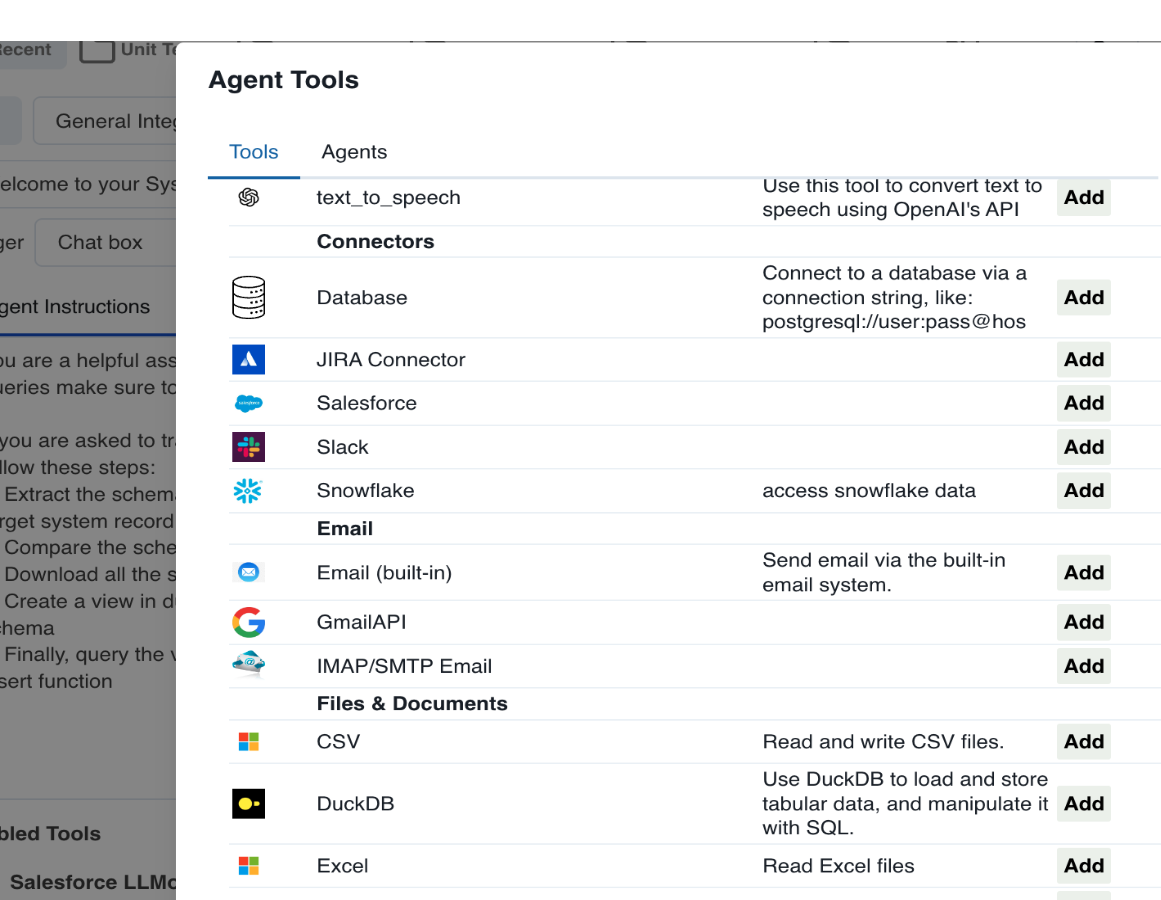 Recent
Unit Te
General Integ
elcome to your Sys
ger
Chat box
gent Instructions
ou are a helpful ass
ueries make sure to
you are asked to tra
llow these steps:
Extract the schema
rget system record
Compare the sche
Download all the s
Create a view in du
chema
Finally, query the v
sert function
bled Tools
Salesforce LLMo
Agent Tools
Tools
Agents
text_to_speech
Use this tool to convert text to
speech using OpenAI's API
Add
Connectors
Database
Connect to a database via a
connection string, like:
postgresql://user:pass@hos
Add
JIRA Connector
Add
Salesforce
Add
Slack
Add
Snowflake
access snowflake data
Add
Email
Email (built-in)
Send email via the built-in
email system.
Add
GmailAPI
Add
IMAP/SMTP Email
Add
Files & Documents
CSV
Read and write CSV files.
Add
DuckDB
Use DuckDB to load and store
tabular data, and manipulate it
with SQL.
Add
Excel
Read Excel files
Add